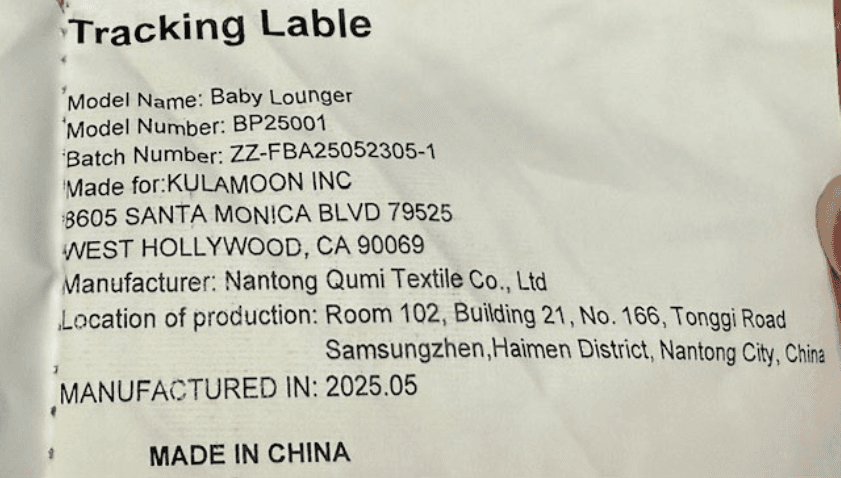 Tracking Lable
Model Name: Baby Lounger
Model Number: BP25001
Batch Number: ZZ-FBA25052305-1
Made for:KULAMOON INC
8605 SANTA MONICA BLVD 79525
WEST HOLLYWOOD, CA 90069
Manufacturer: Nantong Qumi Textile Co., Ltd
Location of production: Room 102, Building 21, No. 166, Tonggi Road
Samsungzhen,Haimen District, Nantong City, China
MANUFACTURED IN: 2025.05
MADE IN CHINA